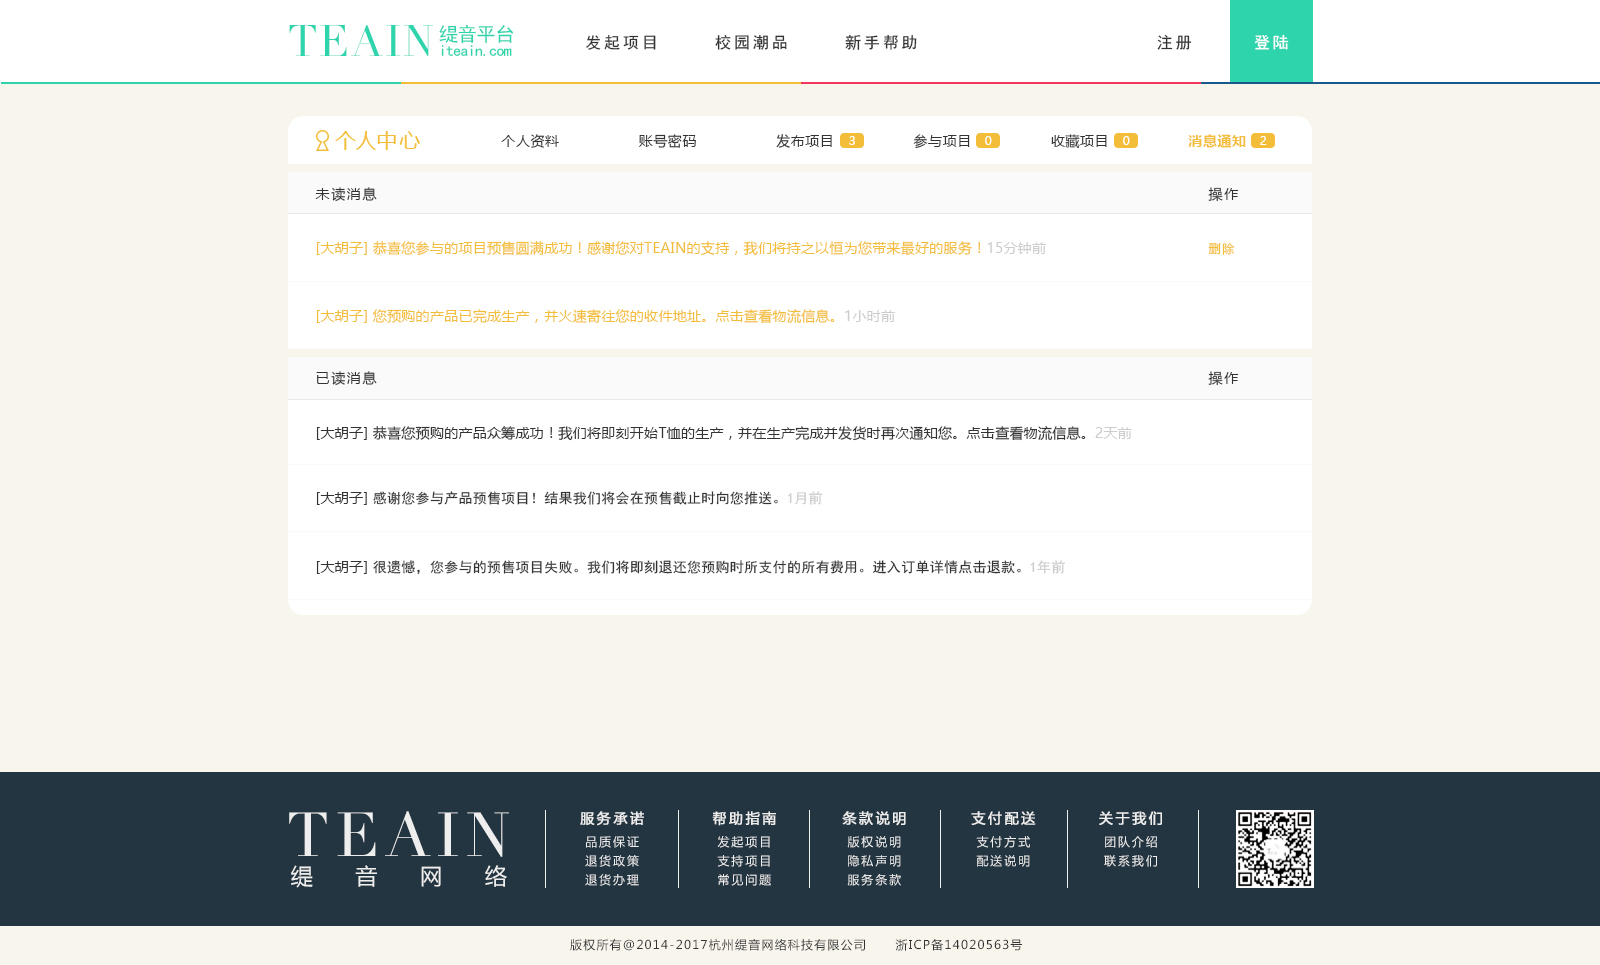 TEAIN 缇音平台 iteain.com 发起项目 校园潮品 新手帮助 注册 登陆
个人中心 个人资料 账号密码 发布项目 3 参与项目 0 收藏项目 0 消息通知 2
未读消息 操作
[大胡子] 恭喜您参与的项目预售圆满成功！感谢您对TEAIN的支持，我们将持之以恒为您带来最好的服务！15分钟前 删除
[大胡子] 您预购的产品已完成生产，并火速寄往您的收件地址。点击查看物流信息。1小时前
已读消息 操作
[大胡子] 恭喜您预购的产品众筹成功！我们将即刻开始T恤的生产，并在生产完成并发货时再次通知您。点击查看物流信息。2天前
[大胡子] 感谢您参与产品预售项目！结果我们将会在预售截止时向您推送。1月前
[大胡子] 很遗憾，您参与的预售项目失败。我们将即刻退还您预购时所支付的所有费用。进入订单详情点击退款。1年前
TEAIN
缇音网络
服务承诺
品质保证
退货政策
退货办理
帮助指南
发起项目
支持项目
常见问题
条款说明
版权说明
隐私声明
服务条款
支付配送
支付方式
配送说明
关于我们
团队介绍
联系我们
版权所有@2014-2017杭州缇音网络科技有限公司 浙ICP备14020563号